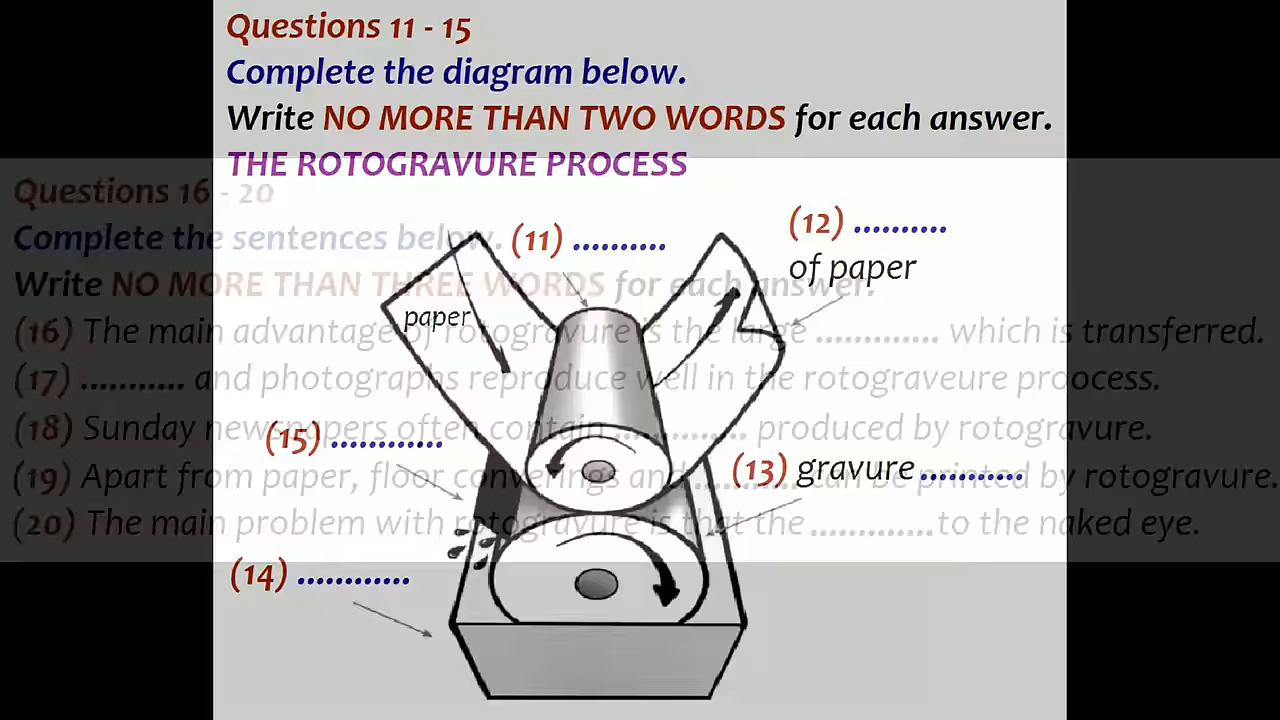 Questions 11 - 15
Complete the diagram below.
Write NO MORE THAN TWO WORDS for each answer.
THE ROTOGRAVURE PROCESS
(11) ..........
(12) ..........
of paper
paper
(15) ............
(13) gravure ...........
(14) ............
Questions 16 - 20
Complete the sentences below.
Write NO MORE THAN THREE WORDS for each answer.
(16) The main advantage of rotogravure is the large ............. which is transferred.
(17) ........... and photographs reproduce well in the rotograveure proocess.
(18) Sunday newspapers often contain .............. produced by rotogravure.
(19) Apart from paper, floor converings and ............. can be printed by rotogravure.
(20) The main problem with rotogravure is that the ............. to the naked eye.